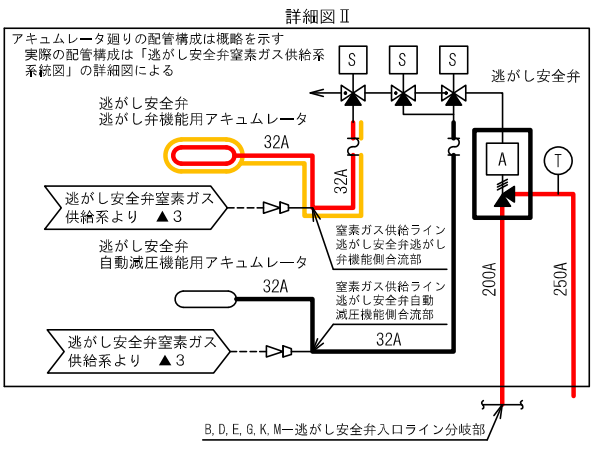 詳細図Ⅱ
アキュムレータ廻りの配管構成は概略を示す
実際の配管構成は「逃がし安全弁窒素ガス供給系
系統図」の詳細図による
S
S
S
逃がし安全弁
逃がし安全弁
逃がし弁機能用アキュムレータ
32A
A
T
32A
逃がし安全弁窒素ガス
供給系より ▲3
窒素ガス供給ライン
逃がし安全弁逃がし
弁機能側合流部
逃がし安全弁
自動減圧機能用アキュムレータ
200A
250A
32A
窒素ガス供給ライン
逃がし安全弁自動
減圧機能側合流部
逃がし安全弁窒素ガス
供給系より ▲3
32A
B,D,E,G,K,M－逃がし安全弁入口ライン分岐部